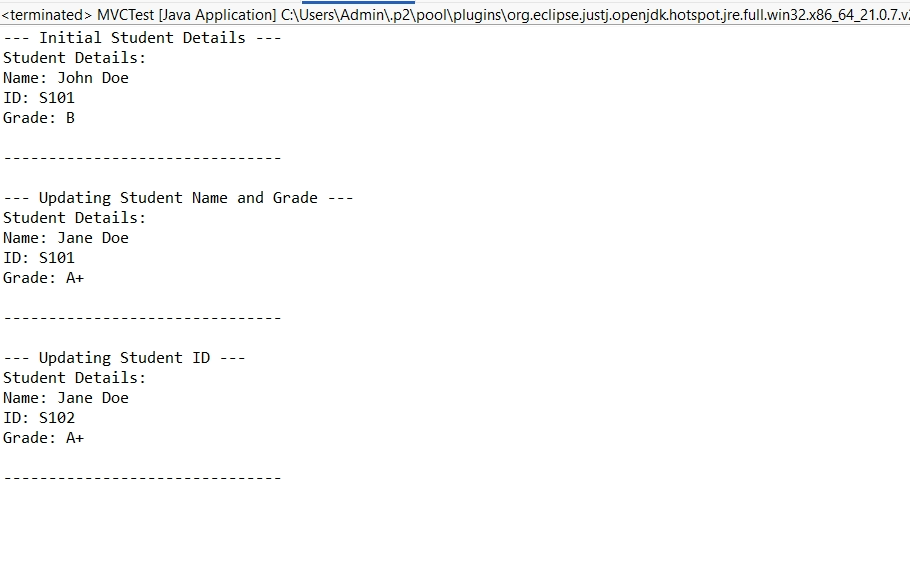 <terminated> MVCTest [Java Application] C:\Users\Admin\.p2\pool\plugins\org.eclipse.justj.openjdk.hotspot.jre.full.win32.x86_64_21.0.7.v
--- Initial Student Details ---
Student Details:
Name: John Doe
ID: S101
Grade: B
-------------------------------
--- Updating Student Name and Grade ---
Student Details:
Name: Jane Doe
ID: S101
Grade: A+
-------------------------------
--- Updating Student ID ---
Student Details:
Name: Jane Doe
ID: S102
Grade: A+
-------------------------------